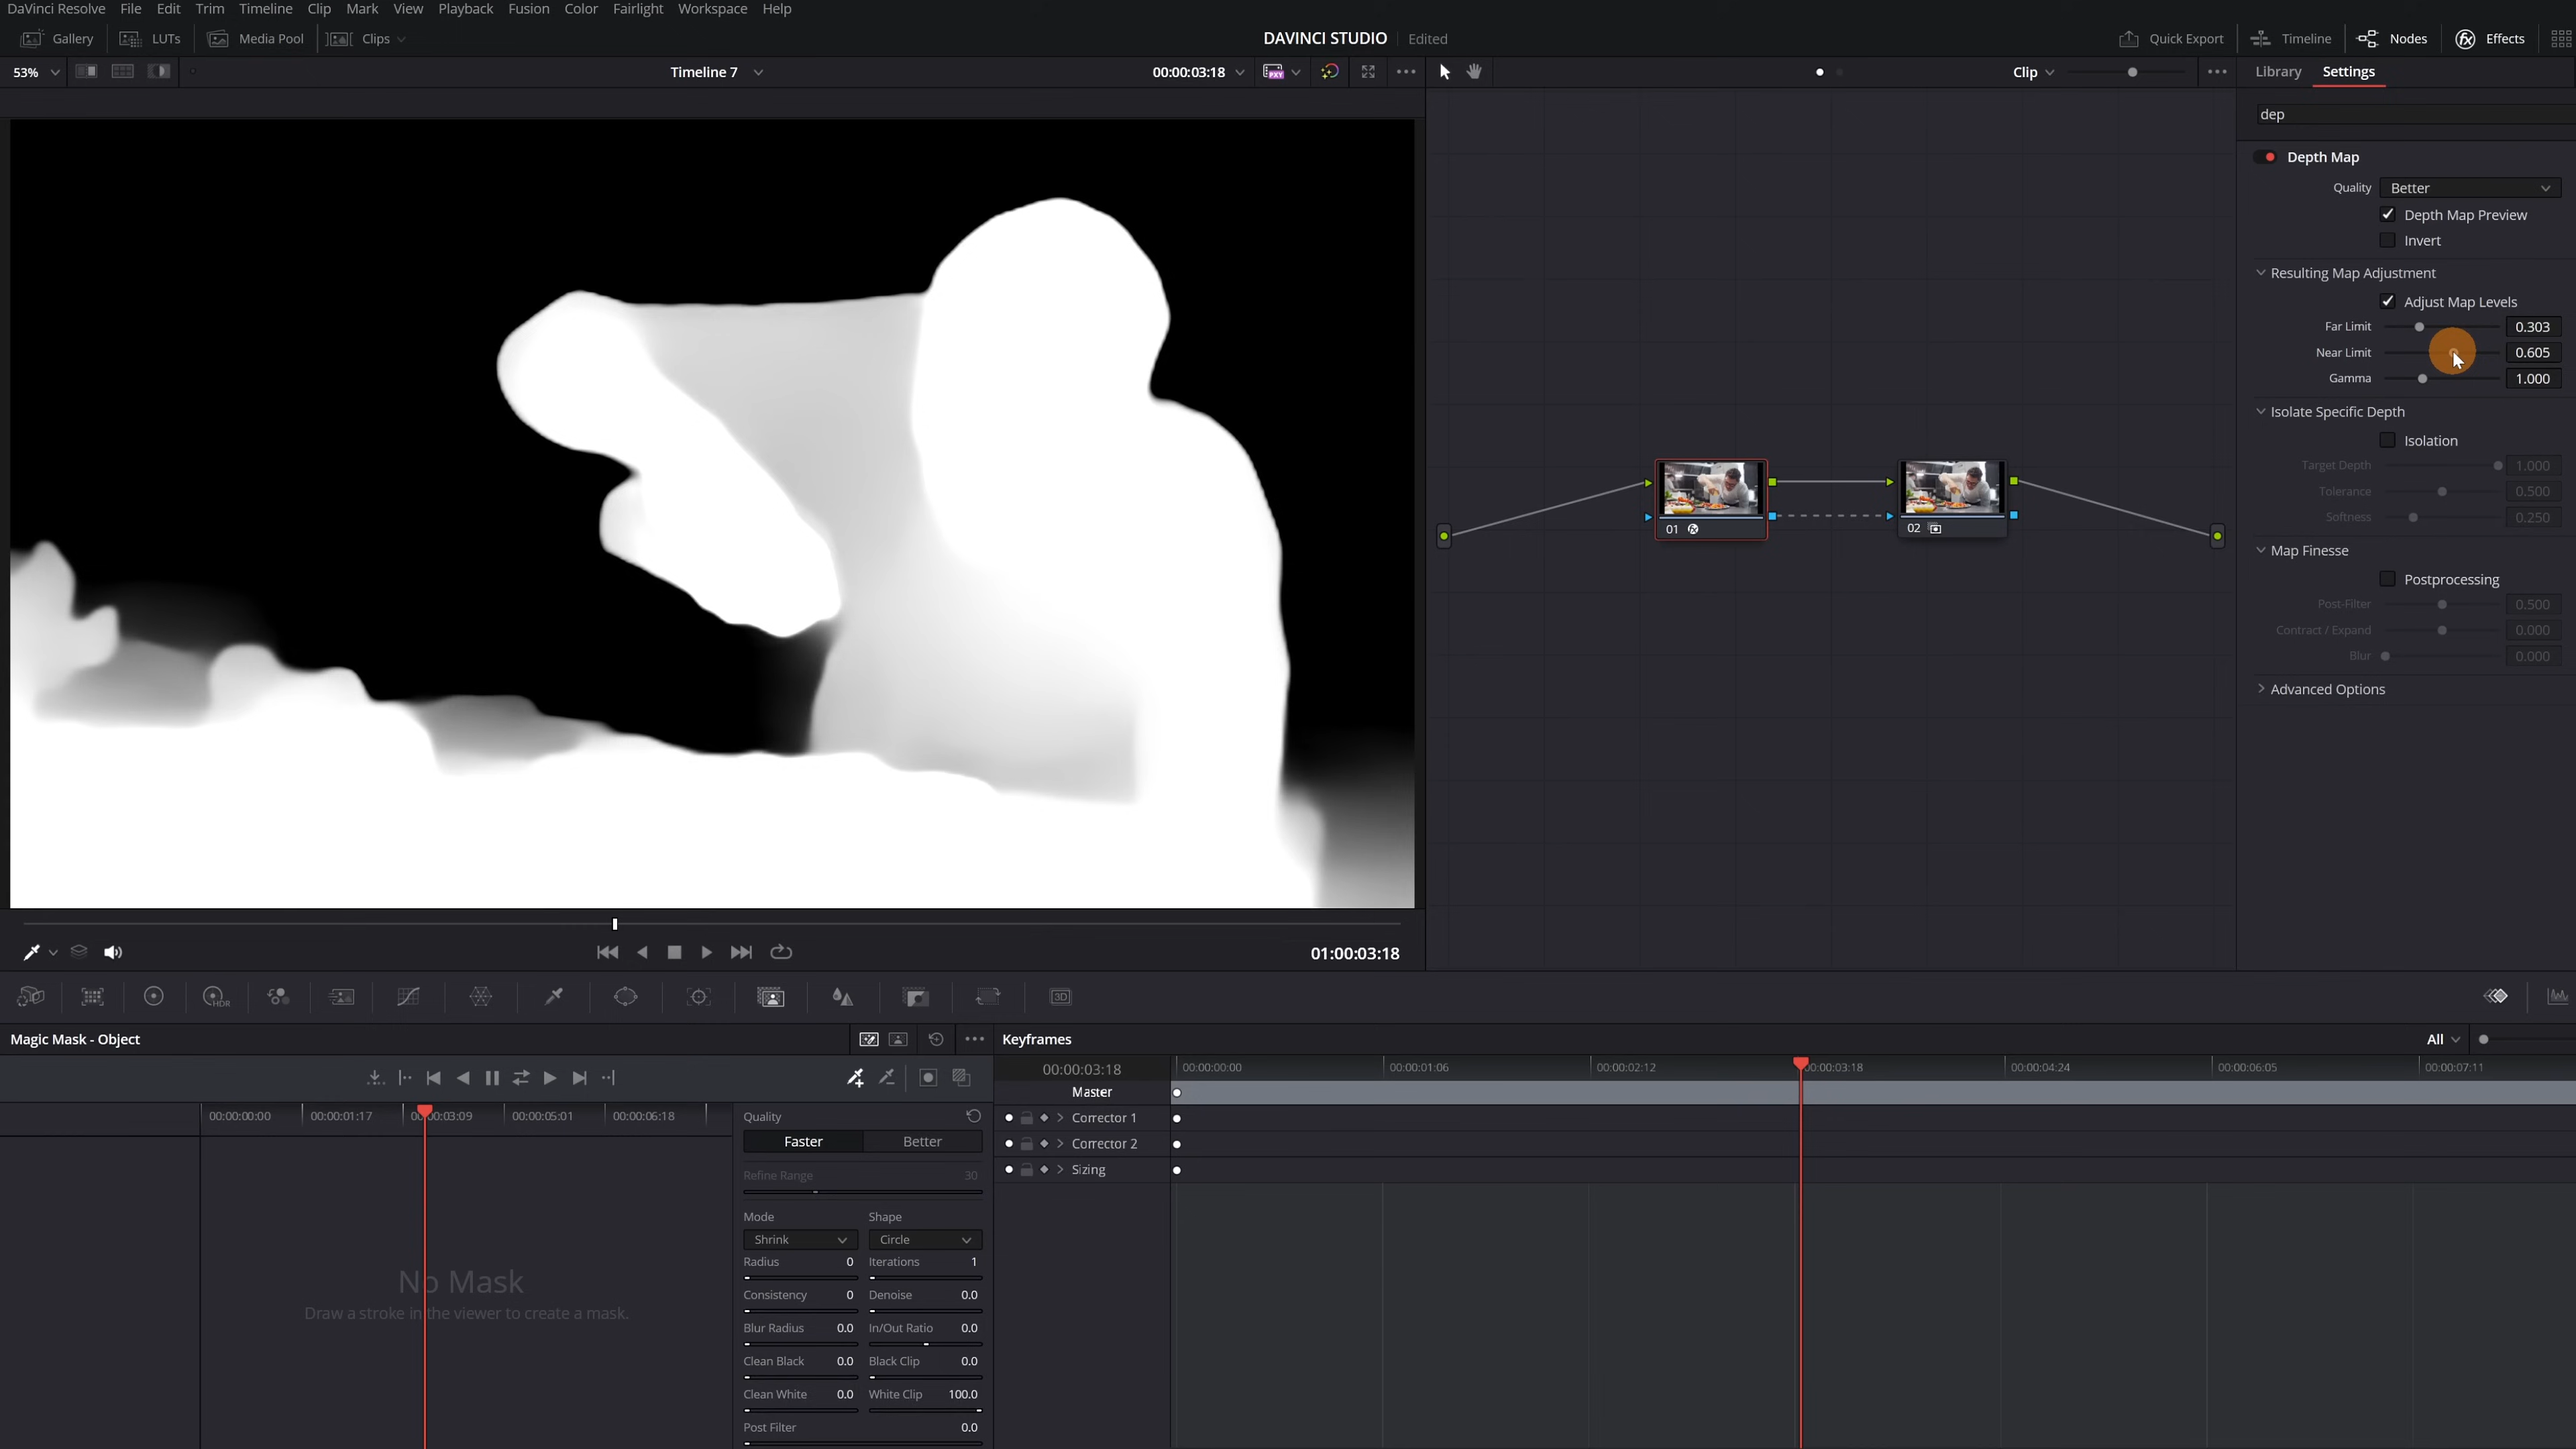 DaVinci Resolve File Edit Trim Timeline Clip Mark View Playback Fusion Color Fairlight Workspace Help
Gallery LUTs Media Pool Clips DAVINCI STUDIO Edited Quick Export Timeline Nodes Effects
53% Timeline 7 00:00:03:18 PXY Clip Library Settings
dep
Depth Map
Quality Better
Depth Map Preview
Invert
Resulting Map Adjustment
Adjust Map Levels
Far Limit 0.303
Near Limit 0.605
Gamma 1.000
Isolate Specific Depth
Isolation
Target Depth 1.000
Tolerance 0.500
Softness 0.250
Map Finesse
Postprocessing
Post-Filter 0.500
Contract / Expand 0.000
Blur 0.000
Advanced Options
01
02
01:00:03:18
HDR
3D
Magic Mask - Object
00:00:00:00 00:00:01:17 00:00:03:09 00:00:05:01 00:00:06:18
No Mask
Draw a stroke in the viewer to create a mask.
Quality
Faster Better
Refine Range 30
Mode Shape
Shrink Circle
Radius 0 Iterations 1
Consistency 0 Denoise 0.0
Blur Radius 0.0 In/Out Ratio 0.0
Clean Black 0.0 Black Clip 0.0
Clean White 0.0 White Clip 100.0
Post Filter 0.0
Keyframes All
00:00:03:18 00:00:00:00 00:00:01:06 00:00:02:12 00:00:03:18 00:00:04:24 00:00:06:05 00:00:07:11
Master
Corrector 1
Corrector 2
Sizing